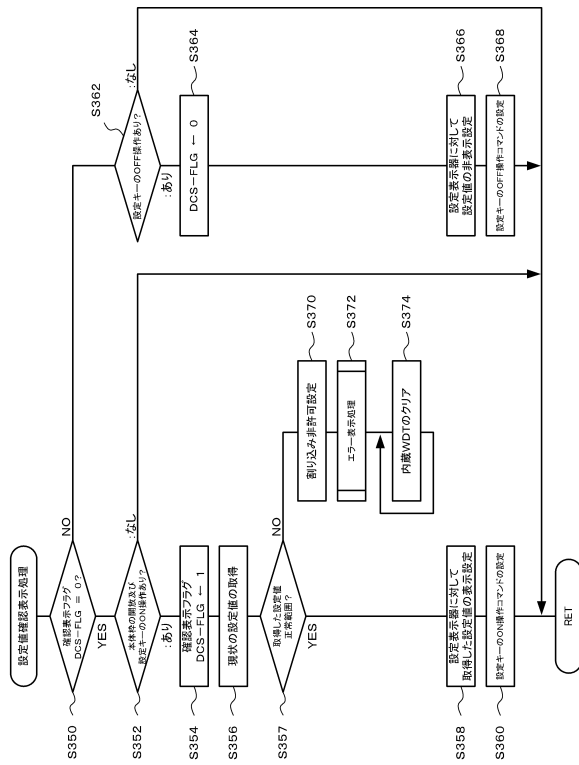 設定値確認表示処理
S350
確認表示フラグ
DCS-FLG = 0?
NO
YES
S352
本体枠の開放及び
設定キーのON操作あり?
:なし
:あり
S354
確認表示フラグ
DCS-FLG ← 1
S356
現状の設定値の取得
S357
取得した設定値
正常範囲?
NO
YES
S358
設定表示器に対して
取得した設定値の表示設定
S360
設定キーのON操作コマンドの設定
RET
S370
割り込み非許可設定
S372
エラー表示処理
S374
内蔵WDTのクリア
S362
設定キーのOFF操作あり?
:なし
:あり
S364
DCS-FLG ← 0
S366
設定表示器に対して
設定値の非表示設定
S368
設定キーのOFF操作コマンドの設定